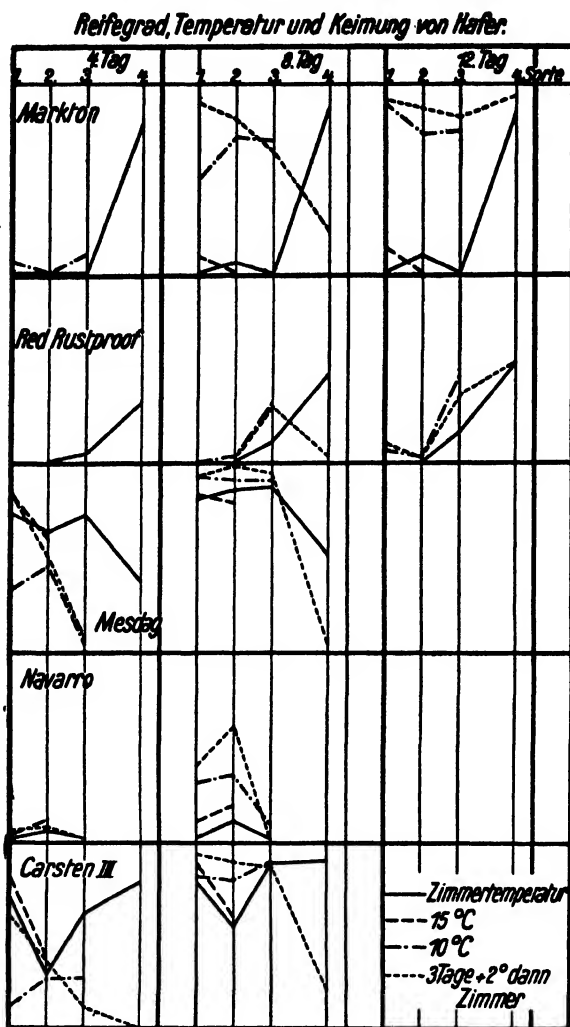 Reifegrad, Temperatur und Keimung von Hafer.
4. Tag 8. Tag 12. Tag
1. 2. 3. 4. 1. 2. 3. 4. 1. 2. 3. 4. Sorte
Markton
Red Rustproof
Mesdag
Navarro
Carsten III
Zimmertemperatur
15 °C
10 °C
3 Tage + 2° dann
Zimmer